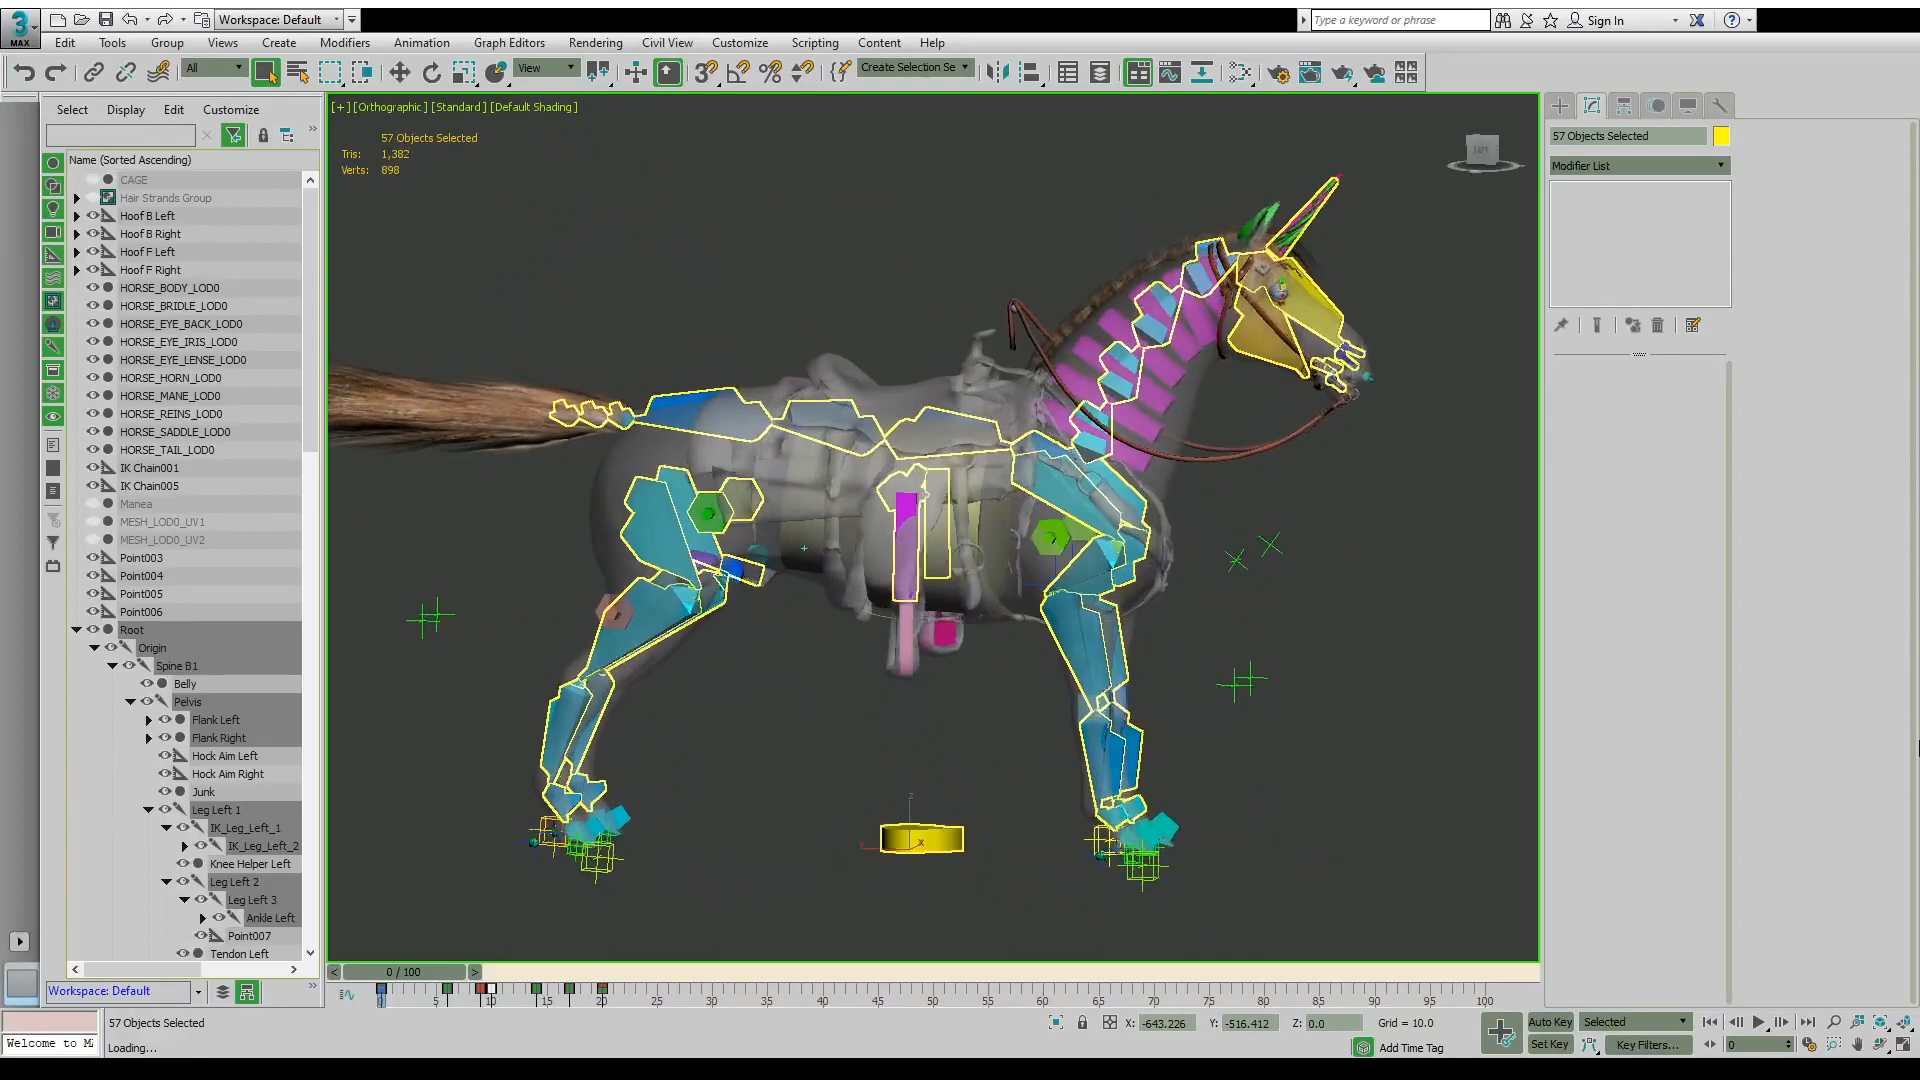 3
MAX
Workspace: Default
Type a keyword or phrase
Sign In
Edit Tools Group Views Create Modifiers Animation Graph Editors Rendering Civil View Customize Scripting Content Help
All
View
Create Selection Se
Select Display Edit Customize
Name (Sorted Ascending)
CAGE
Hair Strands Group
Hoof B Left
Hoof B Right
Hoof F Left
Hoof F Right
HORSE_BODY_LOD0
HORSE_BRIDLE_LOD0
HORSE_EYE_BACK_LOD0
HORSE_EYE_IRIS_LOD0
HORSE_EYE_LENSE_LOD0
HORSE_HORN_LOD0
HORSE_MANE_LOD0
HORSE_REINS_LOD0
HORSE_SADDLE_LOD0
HORSE_TAIL_LOD0
IK Chain001
IK Chain005
Manea
MESH_LOD0_UV1
MESH_LOD0_UV2
Point003
Point004
Point005
Point006
Root
Origin
Spine B1
Belly
Pelvis
Flank Left
Flank Right
Hock Aim Left
Hock Aim Right
Junk
Leg Left 1
IK_Leg_Left_1
IK_Leg_Left_2
Knee Helper Left
Leg Left 2
Leg Left 3
Ankle Left
Point007
Tendon Left
Workspace: Default
[+] [Orthographic] [Standard] [Default Shading]
57 Objects Selected
Tris: 1,382
Verts: 898
LEFT
z
x
57 Objects Selected
Modifier List
< 0 / 100 >
0 5 10 15 20 25 30 35 40 45 50 55 60 65 70 75 80 85 90 95 100
57 Objects Selected
X: -643.226 Y: -516.412 Z: 0.0 Grid = 10.0
Auto Key Selected
Welcome to M
Loading...
Add Time Tag
Set Key Key Filters... 0